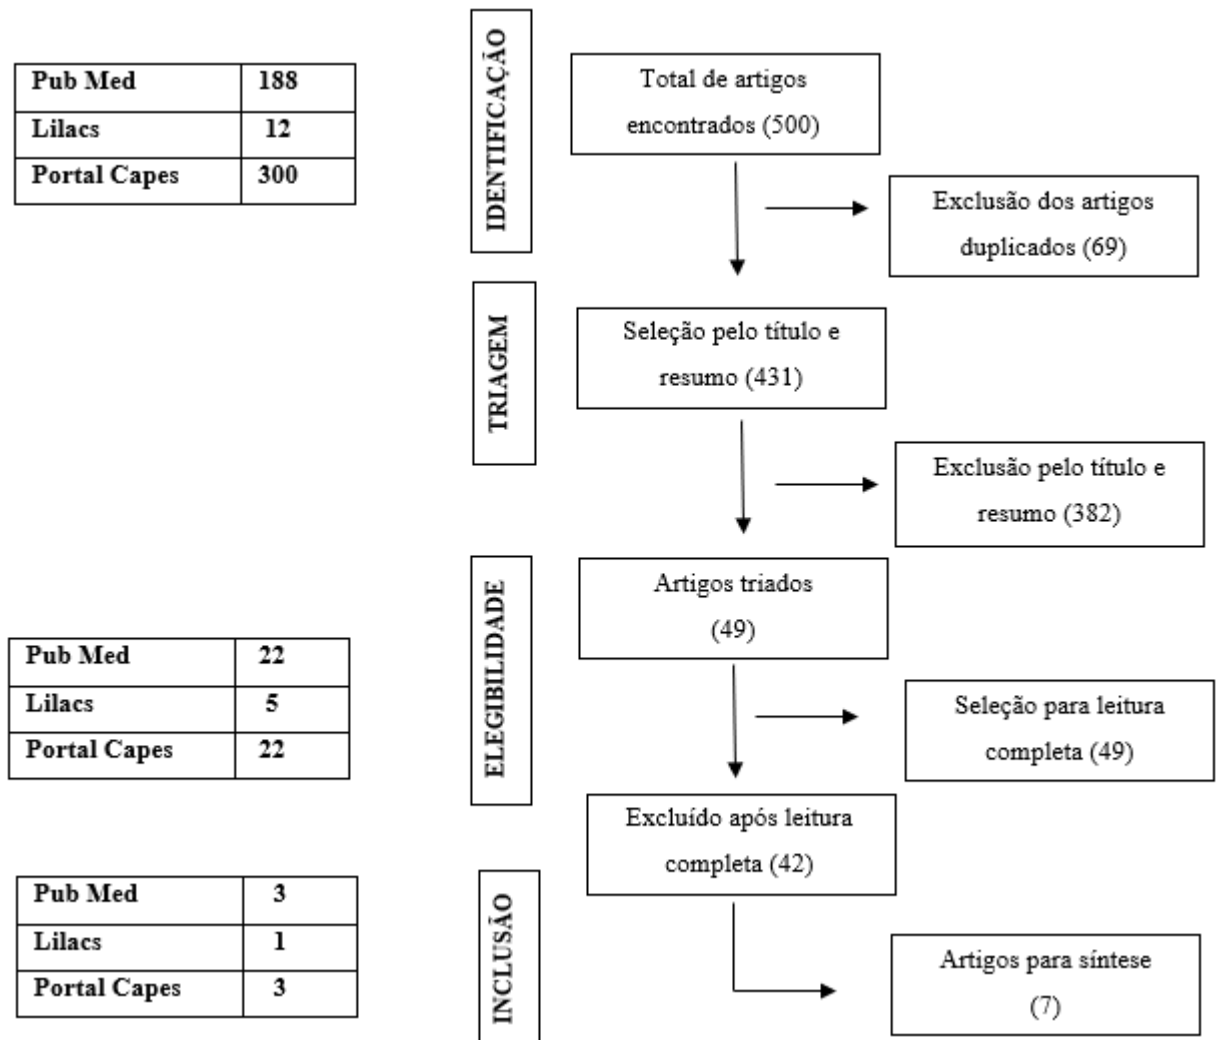 IDENTIFICAÇÃO
Pub Med 188
Lilacs 12
Portal Capes 300
Total de artigos
encontrados (500)
Exclusão dos artigos
duplicados (69)
TRIAGEM
Seleção pelo título e
resumo (431)
Exclusão pelo título e
resumo (382)
ELEGIBILIDADE
Artigos triados
(49)
Pub Med 22
Lilacs 5
Portal Capes 22
Seleção para leitura
completa (49)
Excluído após leitura
completa (42)
INCLUSÃO
Pub Med 3
Lilacs 1
Portal Capes 3
Artigos para síntese
(7)